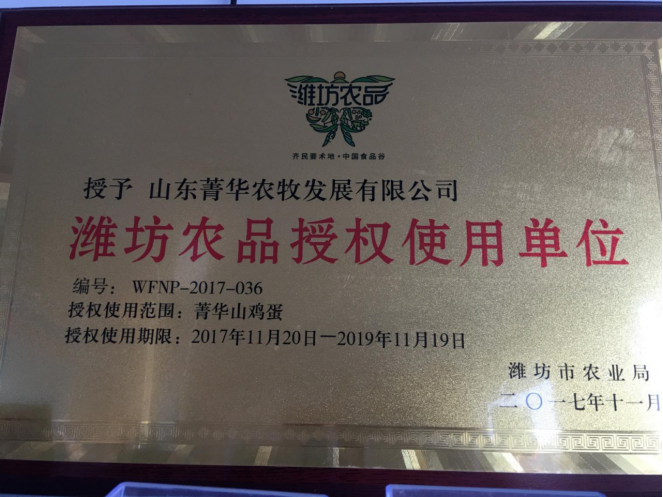 潍坊农品
齐民要术地·中国食品谷
授予 山东菁华农牧发展有限公司
潍坊农品授权使用单位
编号: WFNP-2017-036
授权使用范围: 菁华山鸡蛋
授权使用期限: 2017年11月20日—2019年11月19日
潍坊市农业局
二〇一七年十一月